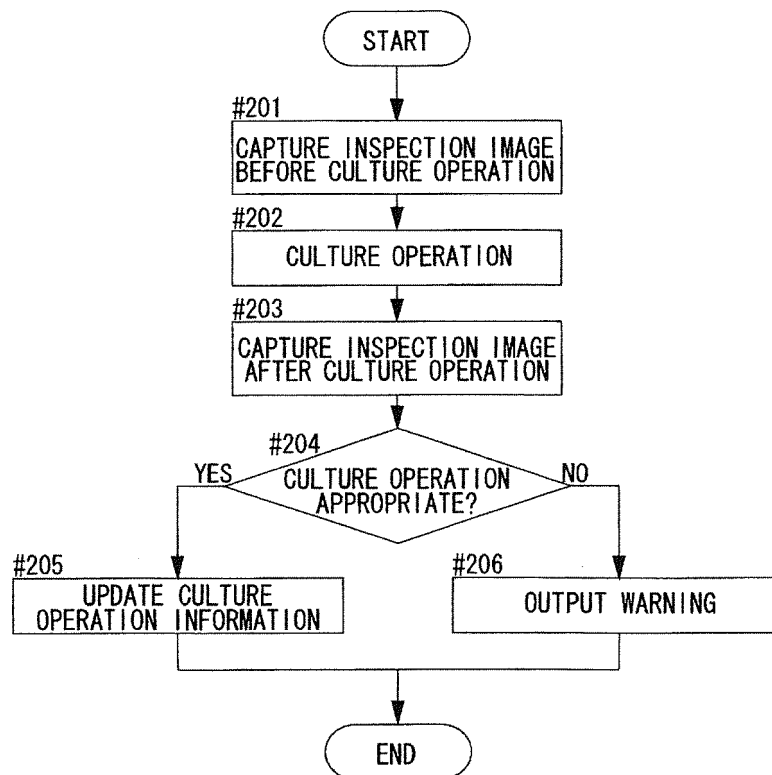 START
#201
CAPTURE INSPECTION IMAGE
BEFORE CULTURE OPERATION
#202
CULTURE OPERATION
#203
CAPTURE INSPECTION IMAGE
AFTER CULTURE OPERATION
#204
YES
CULTURE OPERATION
APPROPRIATE?
NO
#205
UPDATE CULTURE
OPERATION INFORMATION
#206
OUTPUT WARNING
END